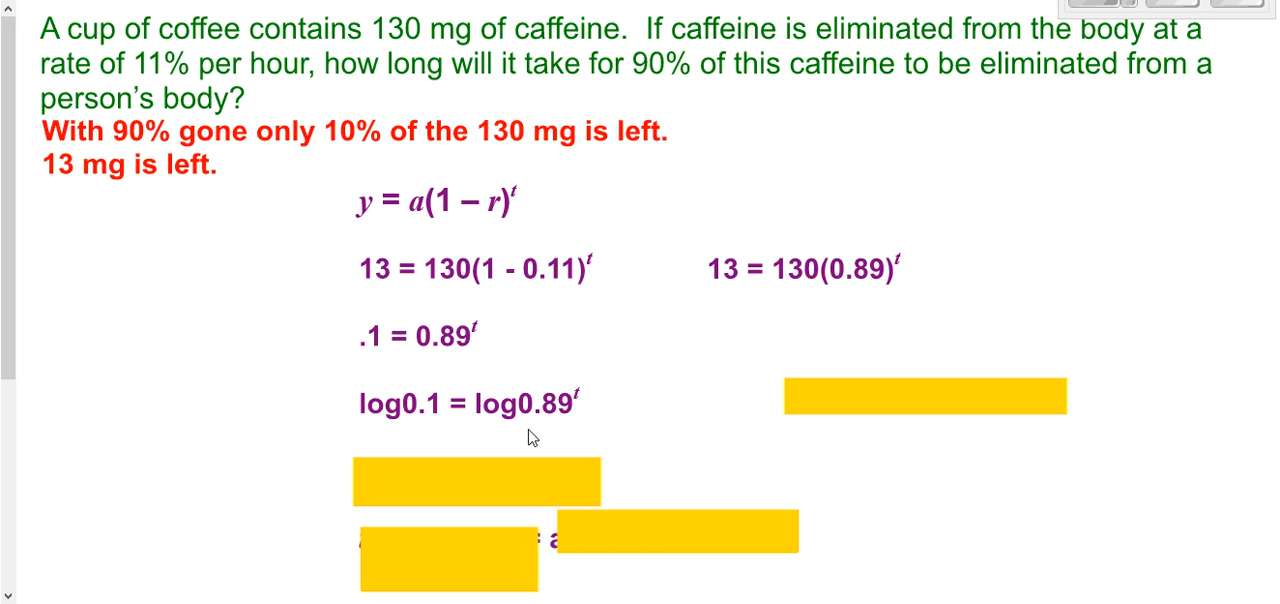 A cup of coffee contains 130 mg of caffeine. If caffeine is eliminated from the body at a
rate of 11% per hour, how long will it take for 90% of this caffeine to be eliminated from a
person's body?
With 90% gone only 10% of the 130 mg is left.
13 mg is left.
y = a(1 – r)ᵗ
13 = 130(1 - 0.11)ᵗ 13 = 130(0.89)ᵗ
.1 = 0.89ᵗ
log0.1 = log0.89ᵗ